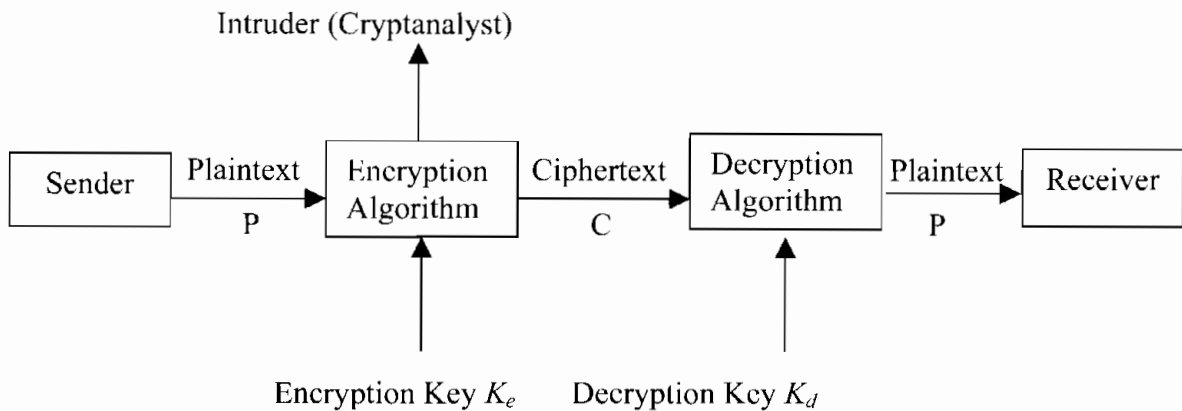 Intruder (Cryptanalyst)
Sender
Plaintext
P
Encryption
Algorithm
Ciphertext
C
Decryption
Algorithm
Plaintext
P
Receiver
Encryption Key Ke
Decryption Key Kd